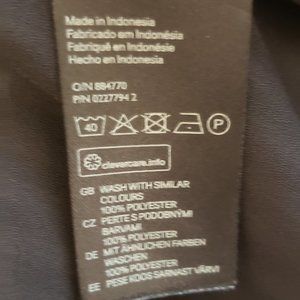 Made in Indonesia
Fabricado em Indonésia
Fabriqué en Indonésie
Hecho en Indonesia
O/N 884770
P/N 0227794 2
40
P
clevercare.info
GB WASH WITH SIMILAR
COLOURS
100% POLYESTER
CZ PERTE S PODOBNÝMI
BARVAMI
100% POLYESTER
DE MIT ÄHNLICHEN FARBEN
WASCHEN
100% POLYESTER
EE PESE KOOS SARNAST VÄRVI